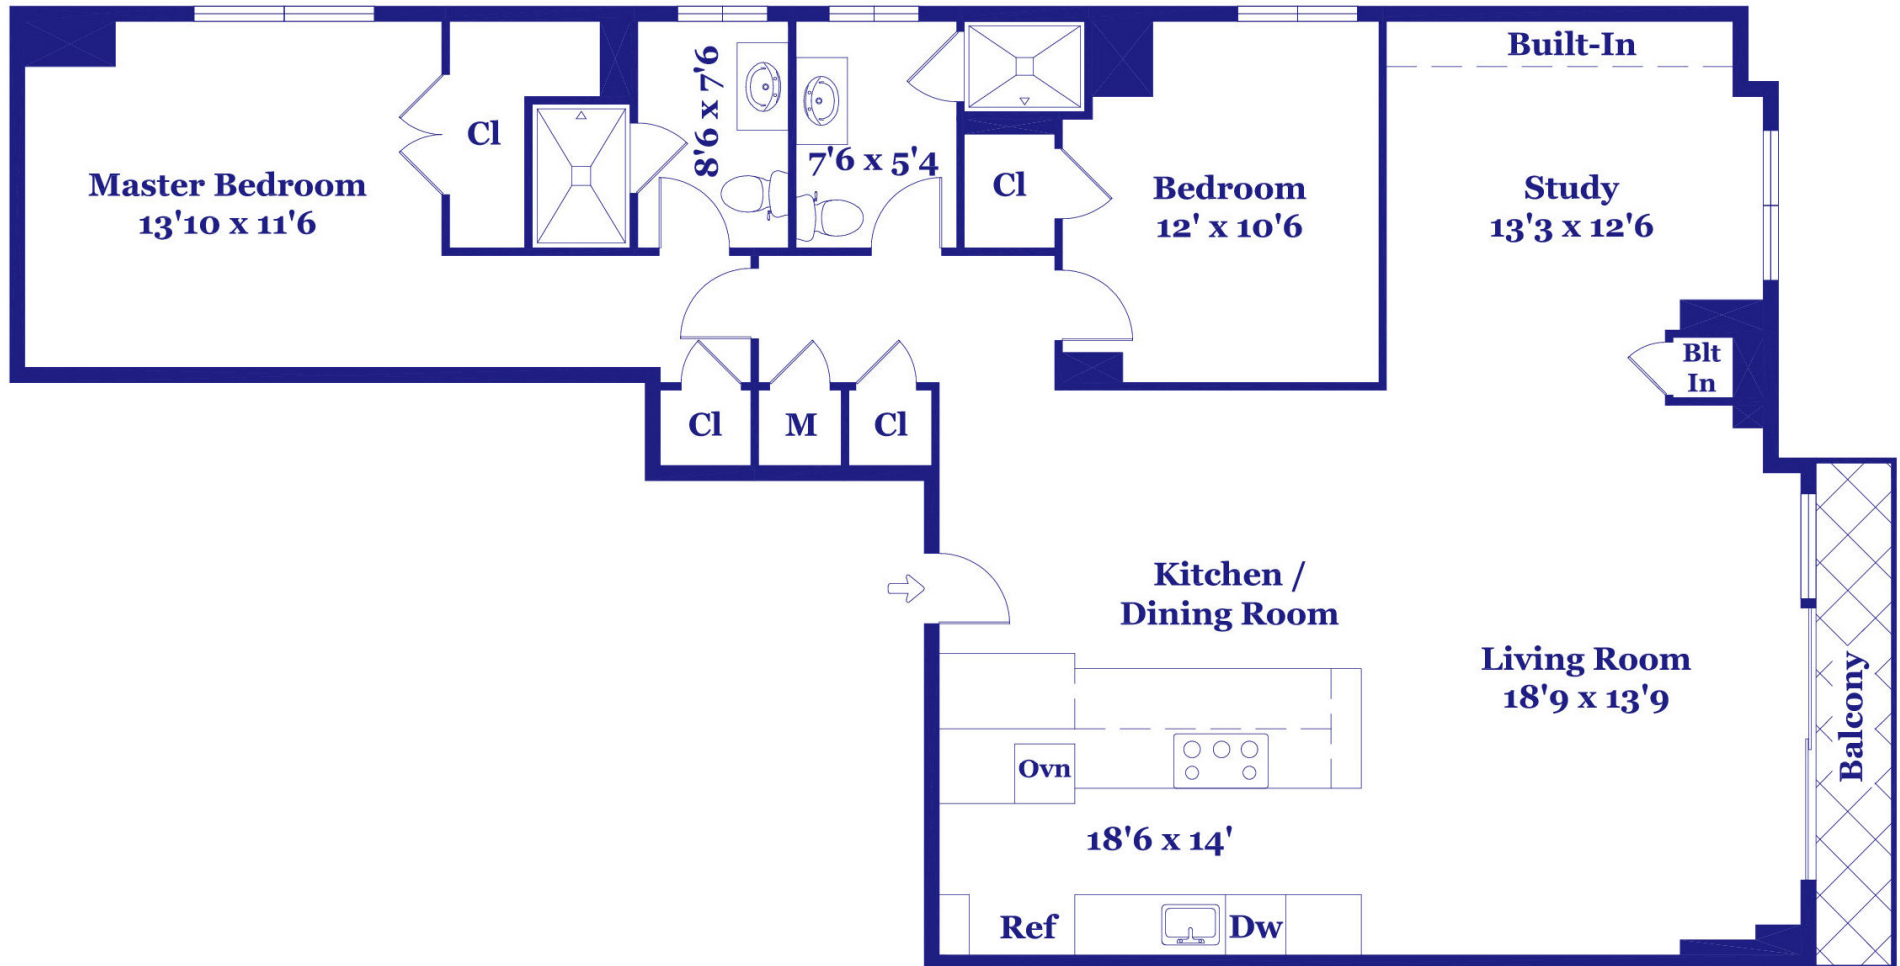 Built-In
8'6 x 7'6
Cl
7'6 x 5'4
Master Bedroom
13'10 x 11'6
Cl
Bedroom
12' x 10'6
Study
13'3 x 12'6
Blt
In
Cl
M
Cl
Kitchen /
Dining Room
Living Room
18'9 x 13'9
Balcony
Ovn
18'6 x 14'
Ref
Dw